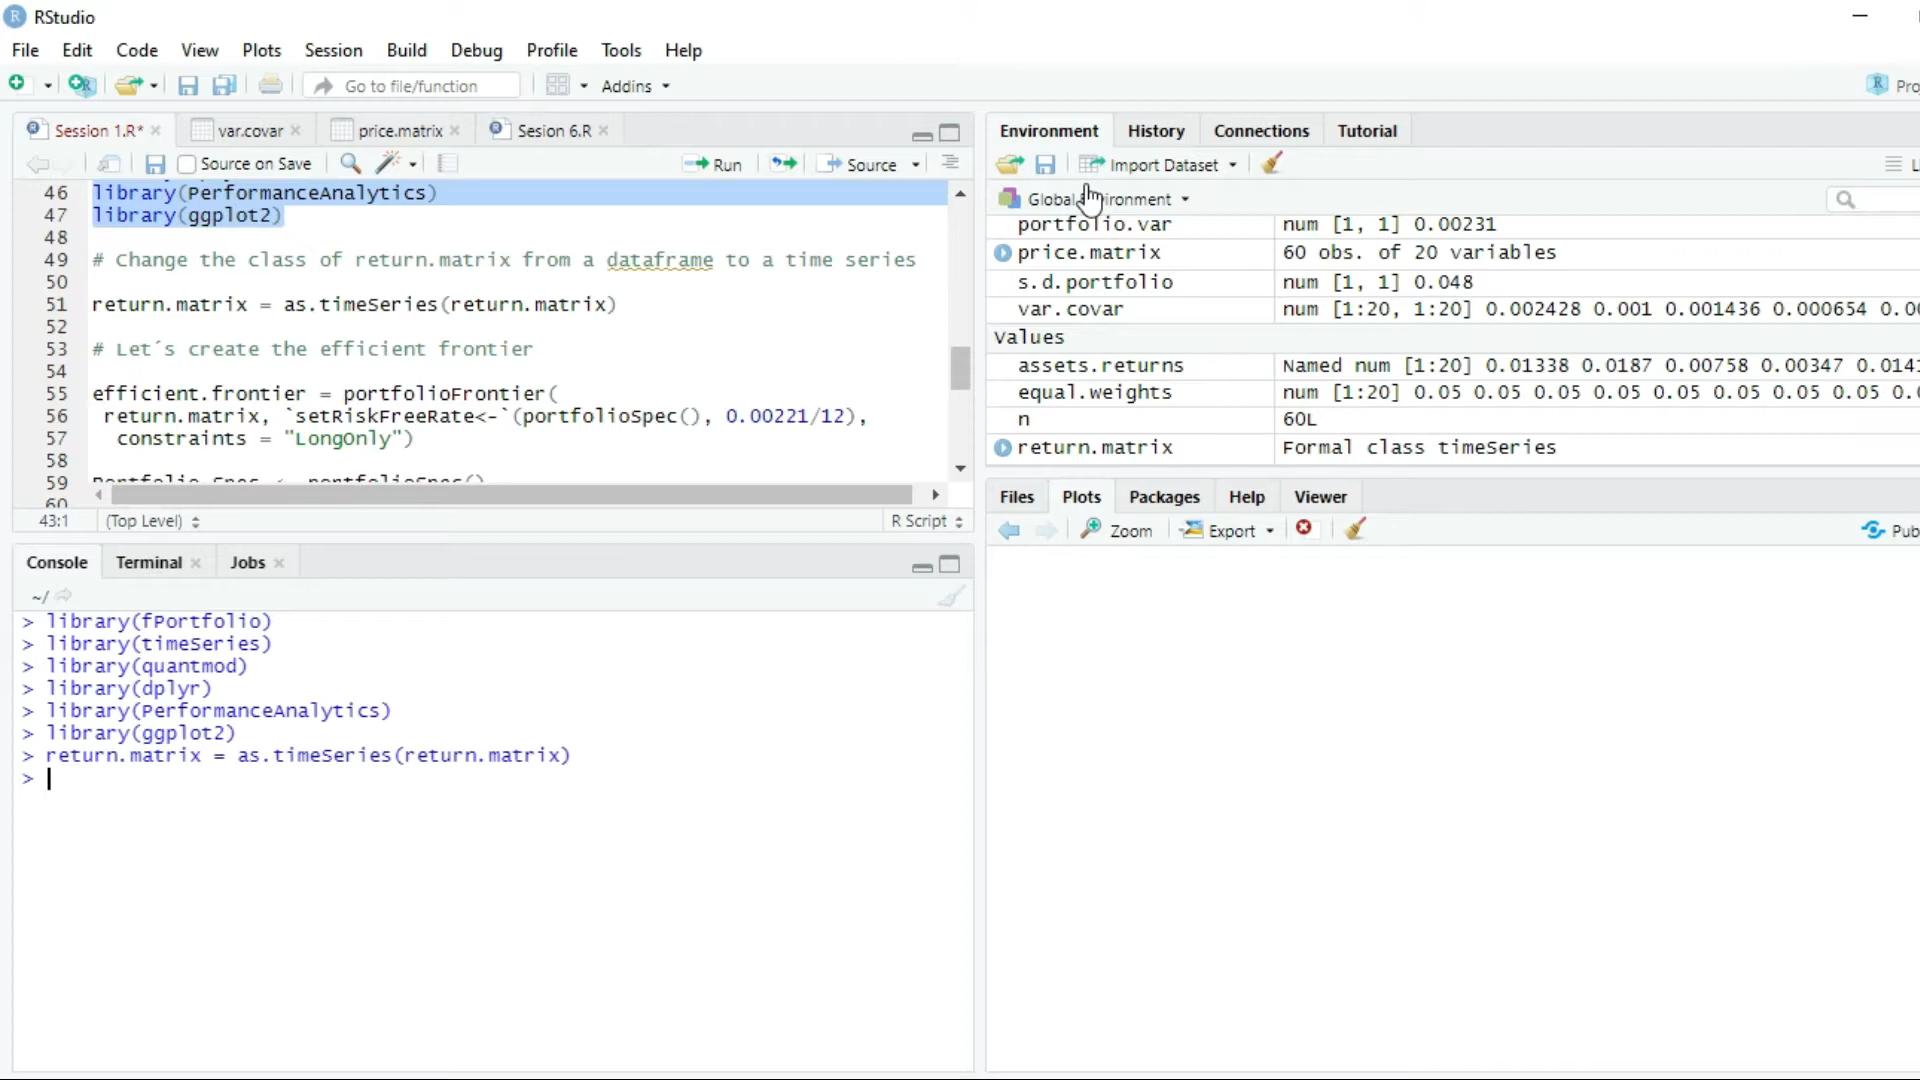 RStudio
File Edit Code View Plots Session Build Debug Profile Tools Help
Go to file/function Addins
Session 1.R* var.covar price.matrix Sesion 6.R
Source on Save Run Source
46 library(PerformanceAnalytics)
47 library(ggplot2)
48
49 # Change the class of return.matrix from a dataframe to a time series
50
51 return.matrix = as.timeSeries(return.matrix)
52
53 # Let´s create the efficient frontier
54
55 efficient.frontier = portfolioFrontier(
56 return.matrix, `setRiskFreeRate<-`(portfolioSpec(), 0.00221/12),
57 constraints = "LongOnly")
58
59 Portfolio.Spec <- portfolioSpec()
60
43:1 (Top Level) R Script
Console Terminal Jobs
~/
> library(fPortfolio)
> library(timeSeries)
> library(quantmod)
> library(dplyr)
> library(PerformanceAnalytics)
> library(ggplot2)
> return.matrix = as.timeSeries(return.matrix)
>
Environment History Connections Tutorial
Import Dataset
Global Environment
portfolio.var num [1, 1] 0.00231
price.matrix 60 obs. of 20 variables
s.d.portfolio num [1, 1] 0.048
var.covar num [1:20, 1:20] 0.002428 0.001 0.001436 0.000654
Values
assets.returns Named num [1:20] 0.01338 0.0187 0.00758 0.00347
equal.weights num [1:20] 0.05 0.05 0.05 0.05 0.05 0.05 0.05 0.05 0.05
n 60L
return.matrix Formal class timeSeries
Files Plots Packages Help Viewer
Zoom Export